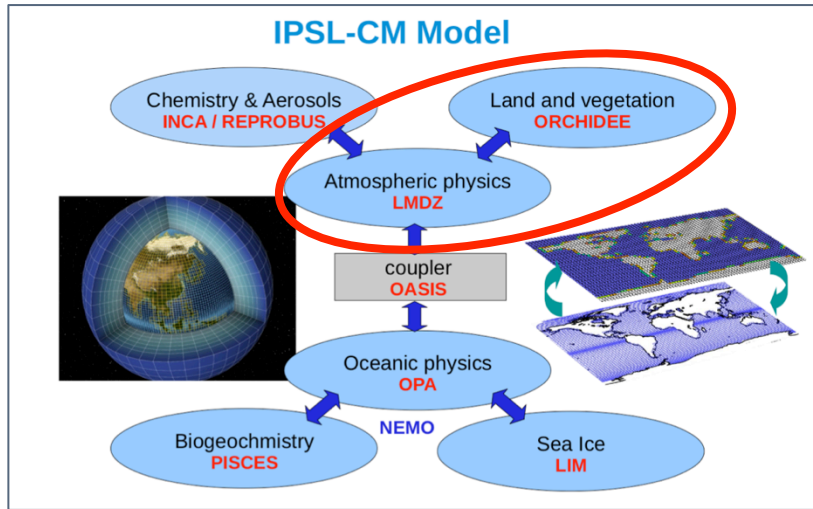 IPSL-CM Model
Chemistry & Aerosols
INCA / REPROBUS
Land and vegetation
ORCHIDEE
Atmospheric physics
LMDZ
coupler
OASIS
Oceanic physics
OPA
NEMO
Biogeochmistry
PISCES
Sea Ice
LIM